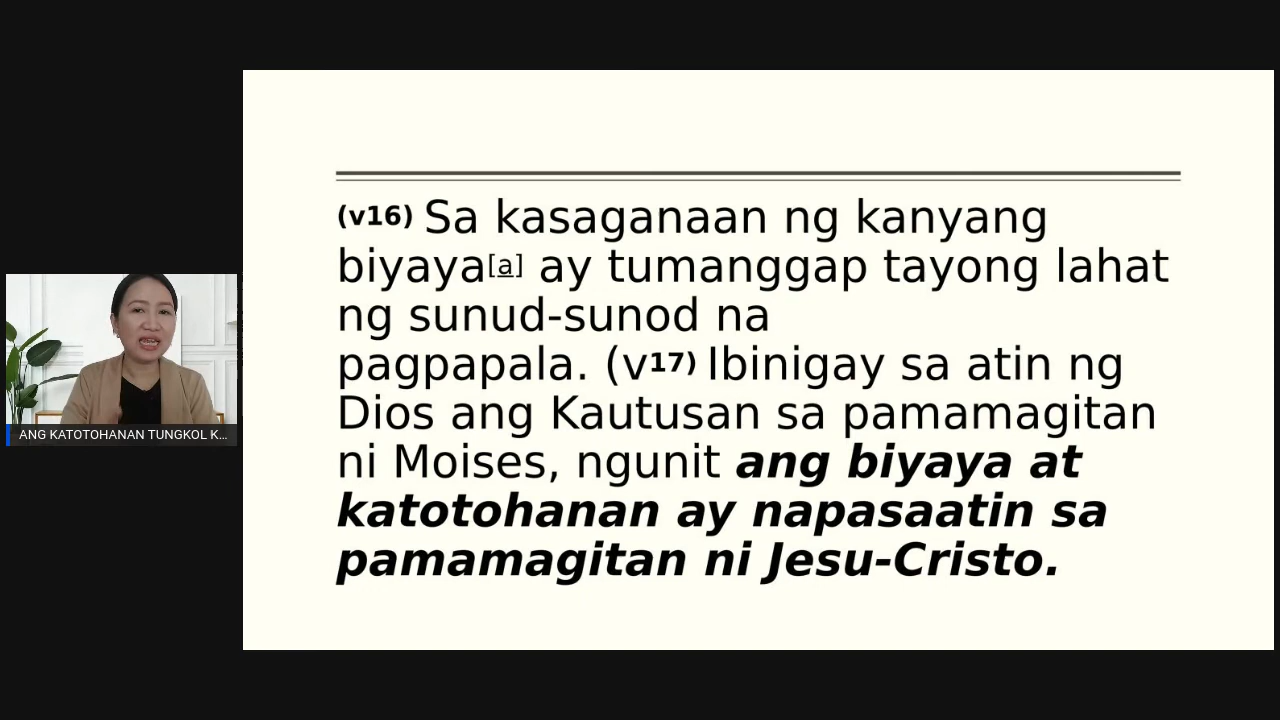 (v16) Sa kasaganaan ng kanyang
biyaya[a] ay tumanggap tayong lahat
ng sunud-sunod na
pagpapala. (v17) Ibinigay sa atin ng
Dios ang Kautusan sa pamamagitan
ni Moises, ngunit ang biyaya at
katotohanan ay napasaatin sa
pamamagitan ni Jesu-Cristo.
ANG KATOTOHANAN TUNGKOL K...